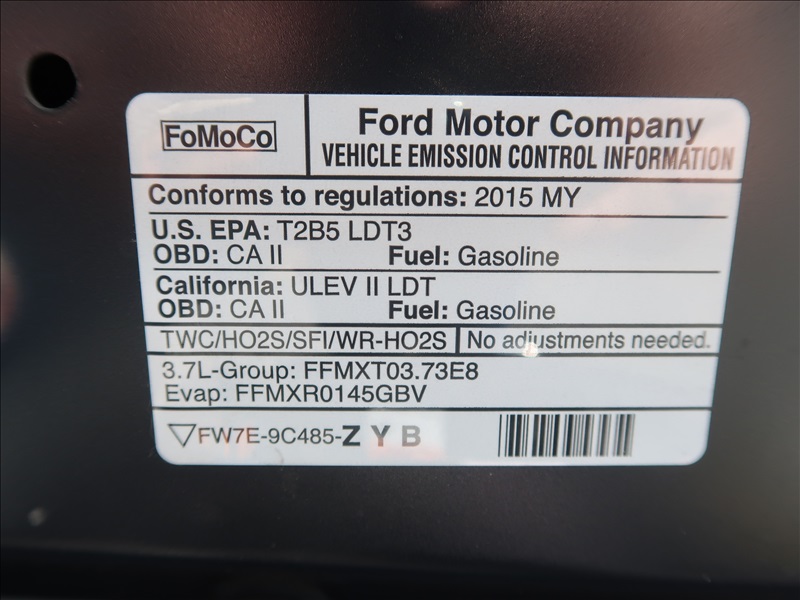 FoMoCo
Ford Motor Company
VEHICLE EMISSION CONTROL INFORMATION
Conforms to regulations: 2015 MY
U.S. EPA: T2B5 LDT3
OBD: CA II Fuel: Gasoline
California: ULEV II LDT
OBD: CA II Fuel: Gasoline
TWC/HO2S/SFI/WR-HO2S No adjustments needed.
3.7L-Group: FFMXT03.73E8
Evap: FFMXR0145GBV
FW7E-9C485-Z Y B